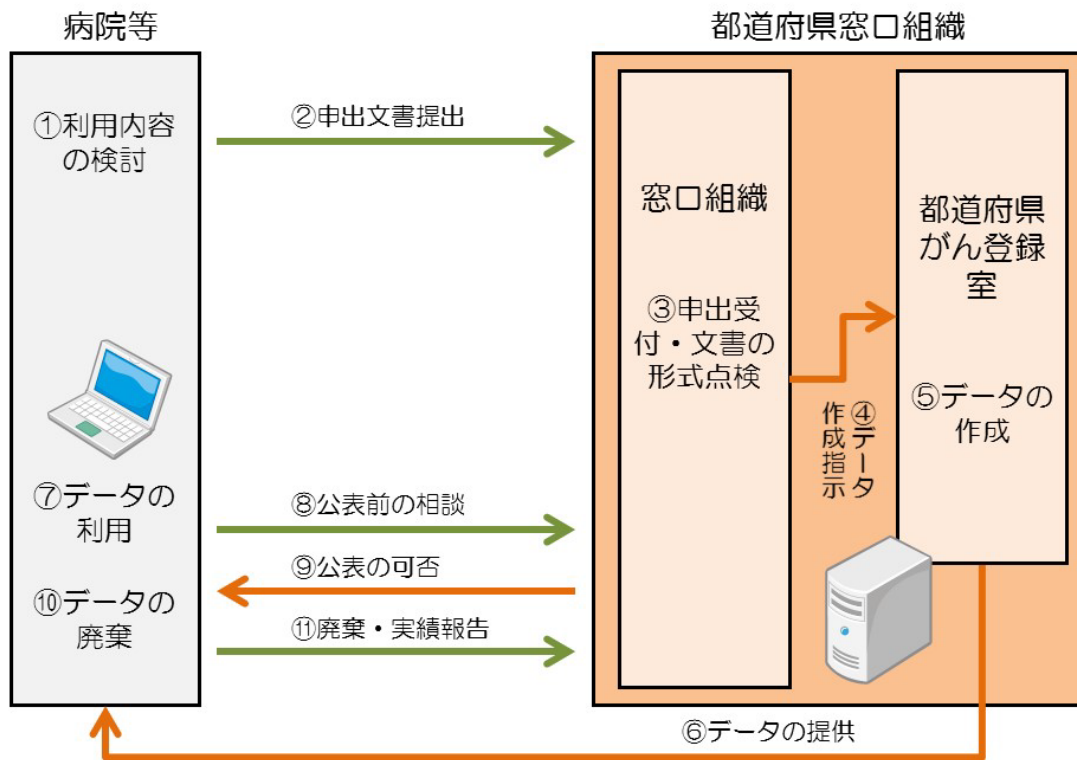 病院等
都道府県窓口組織
①利用内容
の検討
②申出文書提出
窓口組織
都道府県
がん登録
室
③申出受
付・文書の
形式点検
④データ
作成指示
⑤データの
作成
⑦データの
利用
⑧公表前の相談
⑨公表の可否
⑩データの
廃棄
⑪廃棄・実績報告
⑥データの提供